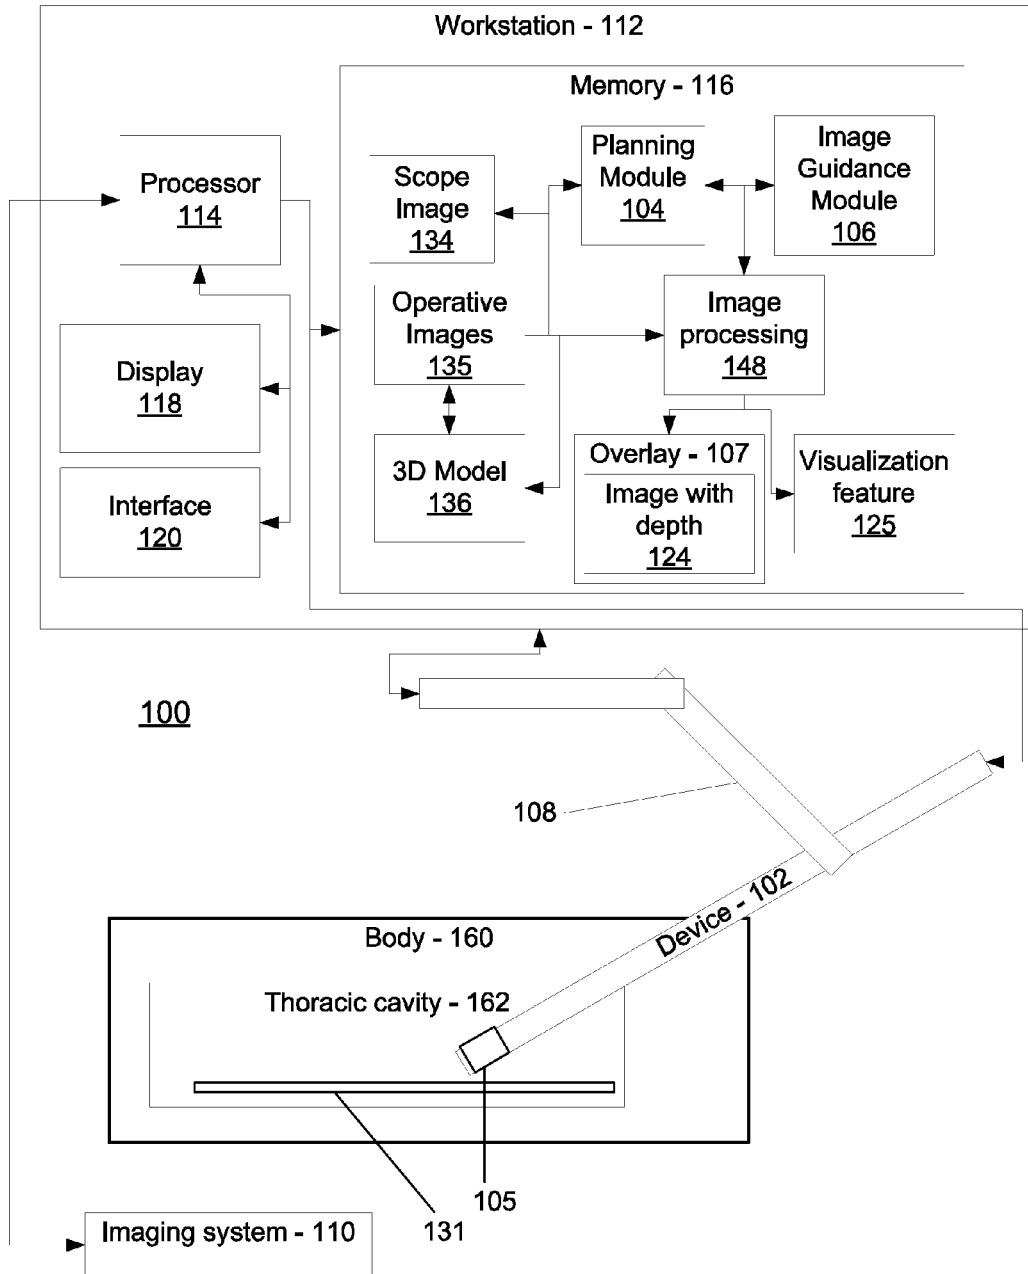 Workstation - 112
Memory - 116
Processor
114
Display
118
Interface
120
Scope
Image
134
Planning
Module
104
Image
Guidance
Module
106
Operative
Images
135
Image
processing
148
3D Model
136
Overlay - 107
Image with
depth
124
Visualization
feature
125
100
108
Device - 102
Body - 160
Thoracic cavity - 162
105
131
Imaging system - 110